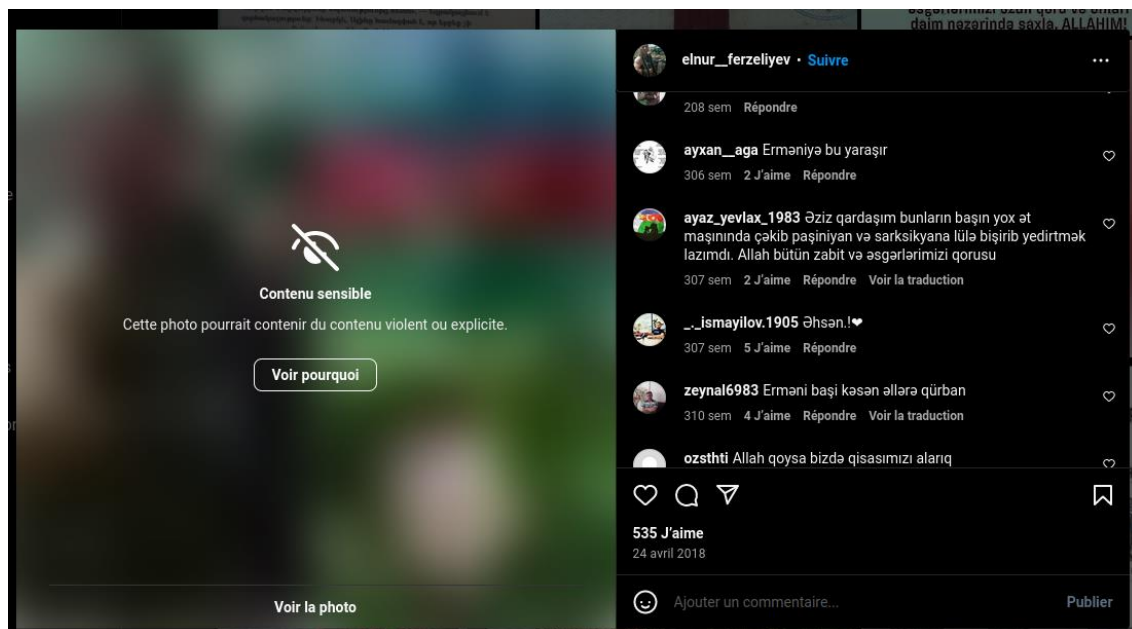 əsgərlərimizi uzun
daim nəzərində saxla, ALLAHIM!
elnur__ferzeliyev • Suivre
208 sem Répondre
ayxan__aga Erməniyə bu yaraşır
306 sem 2 J'aime Répondre
ayaz_yevlax_1983 Əziz qardaşım bunların başın yox ət
maşınında çəkib paşiniyan və sarksikyana lülə bişirib yedirtmək
lazımdı. Allah bütün zabit və əsgərlərimizi qorusu
307 sem 2 J'aime Répondre Voir la traduction
_._ismayilov.1905 Əhsən.!❤
307 sem 5 J'aime Répondre
zeynal6983 Erməni başi kəsən əllərə qürban
310 sem 4 J'aime Répondre Voir la traduction
ozsthti Allah qoysa bizdə qisasımızı alarıq
Contenu sensible
Cette photo pourrait contenir du contenu violent ou explicite.
Voir pourquoi
Voir la photo
535 J'aime
24 avril 2018
Ajouter un commentaire...
Publier